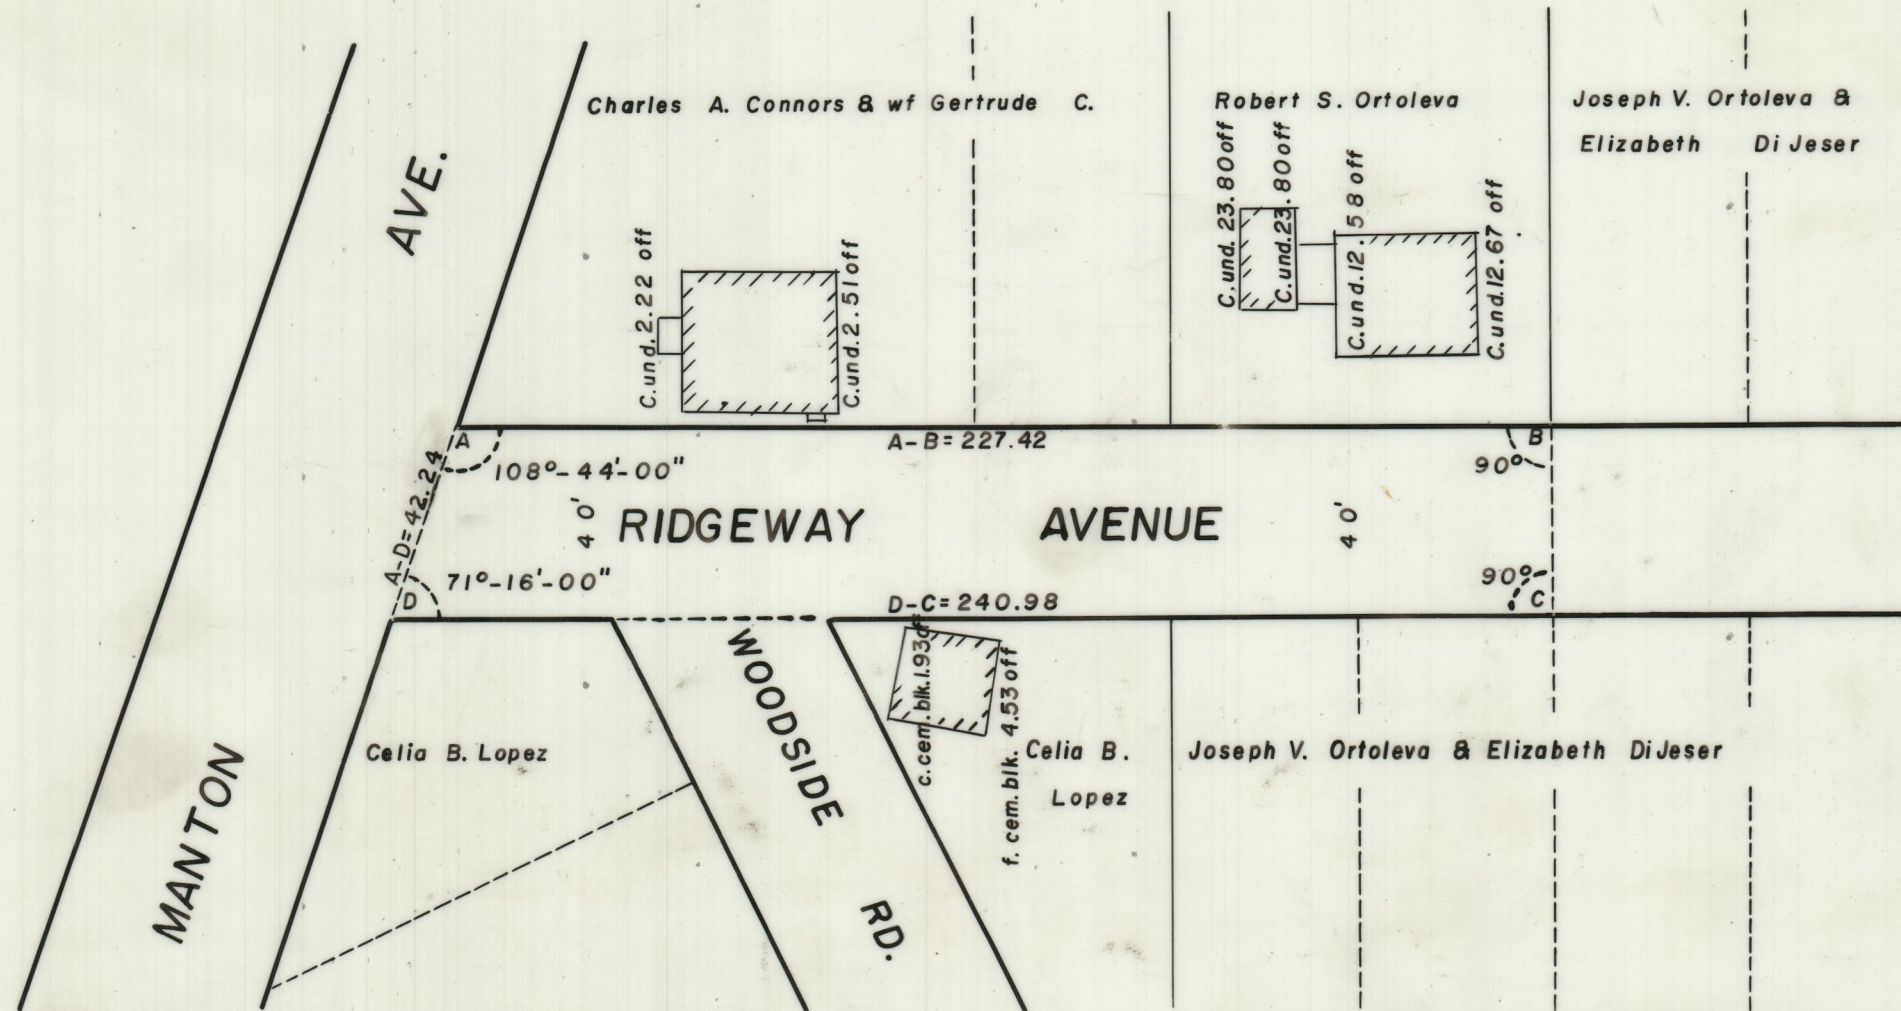 Charles A. Connors & wf Gertrude C.
Robert S. Ortoleva
Joseph V. Ortoleva &
Elizabeth DiJeser
MANTON AVE.
C.und. 2.22 off
C.und. 2.51 off
C.und. 23.80 off
C.und. 23.80 off
C.und. 12.58 off
C.und. 12.67 off
A
A-B=227.42
B
108°-44'-00"
90°
A-D=42.24
40'
RIDGEWAY AVENUE
40'
71°-16'-00"
90°
D
D-C=240.98
C
WOODSIDE RD.
c.cem.blk. 1.93 off
f. cem. blk. 4.53 off
Celia B. Lopez
Celia B.
Lopez
Joseph V. Ortoleva & Elizabeth DiJeser